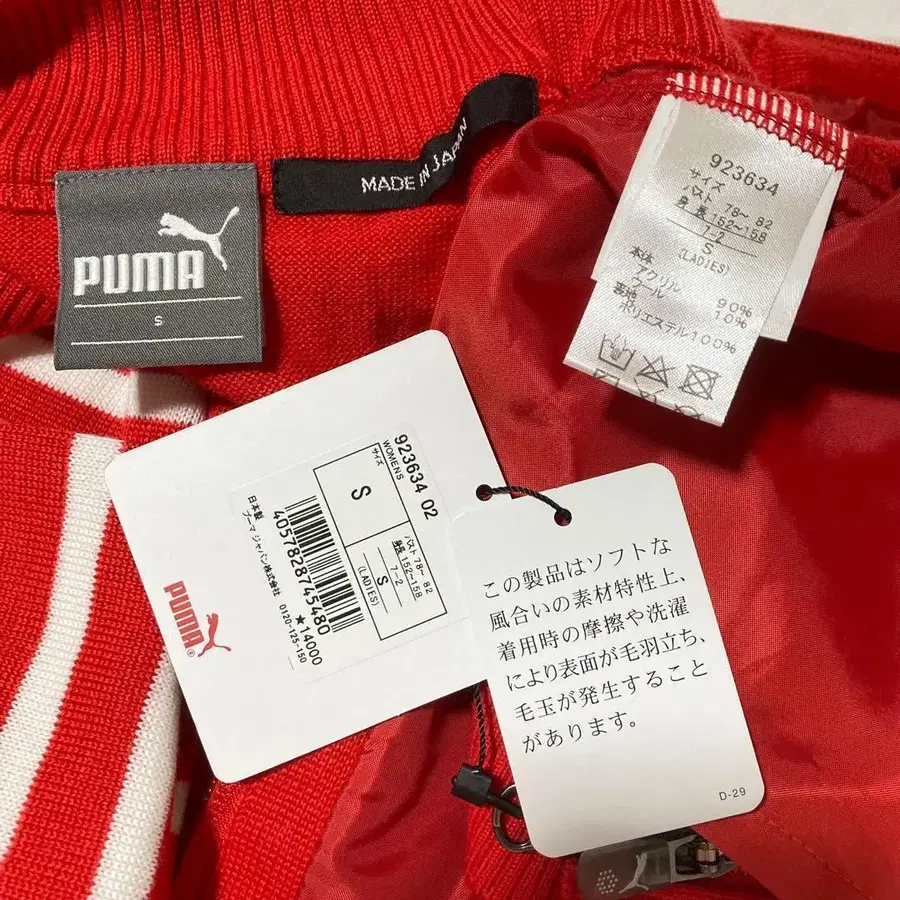 PUMA
S
MADE IN JAPAN
923634
サイズ
バスト 78~ 82
身 長 152~158
7-2
S
(LADIES)
本体
アクリル 90%
ウール 10%
裏地
ポリエステル100%
923634 02
WOMENS
サイズ
S
バスト 78~ 82
身長 152~158
7-2
S
(LADIES)
4057828745480
★14000
日本製
プーマ ジャパン株式会社 0120-125-150
PUMA®
この製品はソフトな
風合いの素材特性上、
着用時の摩擦や洗濯
により表面が毛羽立ち、
毛玉が発生すること
があります。
D-29